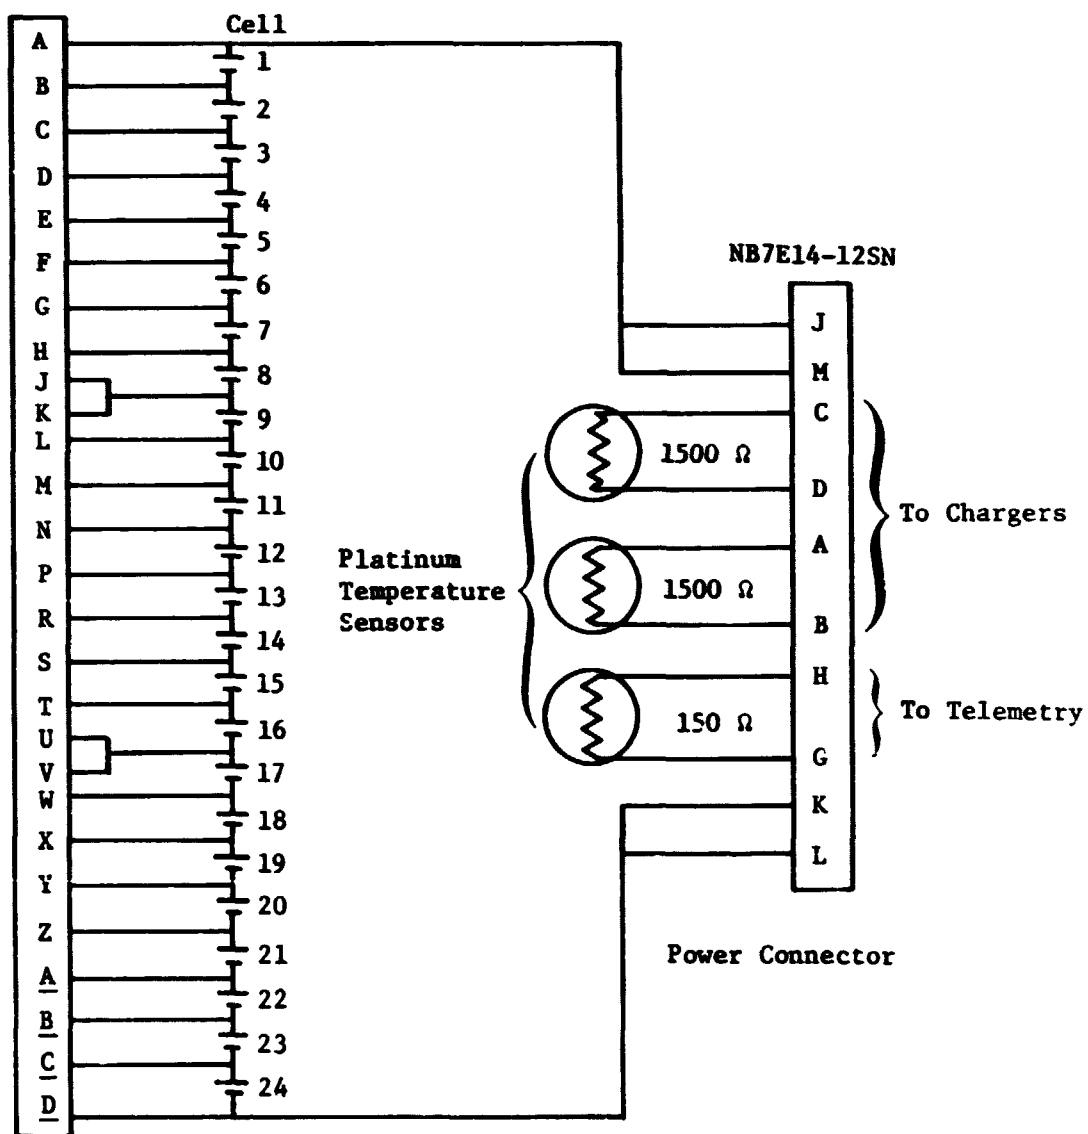 Cell
A
1
B
2
C
3
D
4
E
5
F
6
G
7
H
8
J
K
9
L
10
M
11
N
12
P
13
R
14
S
15
T
16
U
V
17
W
18
X
19
Y
20
Z
21
A
22
B
23
C
24
D
Platinum
Temperature
Sensors
1500 Ω
1500 Ω
150 Ω
NB7E14-12SN
J
M
C
D
A
B
H
G
K
L
To Chargers
To Telemetry
Power Connector